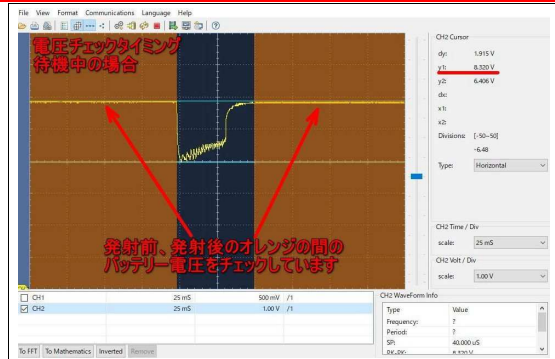 File View Format Communications Language Help
電圧チェックタイミング
待機中の場合
発射前、発射後のオレンジの間の
バッテリー電圧をチェックしています
CH2 Cursor
dy: 1.915 V
y1: 8.320 V
y2: 6.406 V
dx:
x1:
x2:
Divisions: [-50~50]
-6.48
Type: Horizontal
CH2 Time / Div
scale: 25 mS
CH2 Volt / Div
scale: 1.00 V
CH1 25 mS 500 mV /1
CH2 25 mS 1.00 V /1
CH2 WaveForm Info
Type Value
Frequency: ?
Period: ?
SP: 40.000 uS
PK-PK: 8.320 V
To FFT To Mathematics Inverted Remove